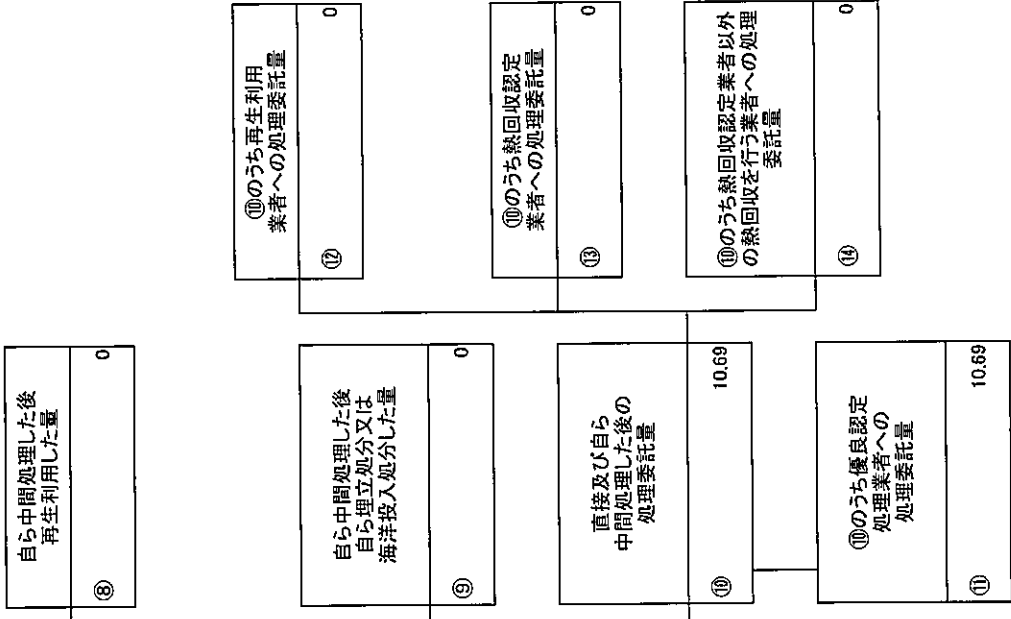 自ら中間処理した後
再生利用した量
⑧ 0
自ら中間処理した後
自ら埋立処分又は
海洋投入処分した量
⑨ 0
直接及び自ら
中間処理した後の
処理委託量
⑩ 10.69
⑩のうち優良認定
処理業者への
処理委託量
⑪ 10.69
⑩のうち再生利用
業者への処理委託量
⑫ 0
⑩のうち熱回収認定
業者への処理委託量
⑬ 0
⑩のうち熱回収認定業者以外
の熱回収を行う業者への処理
委託量
⑭ 0